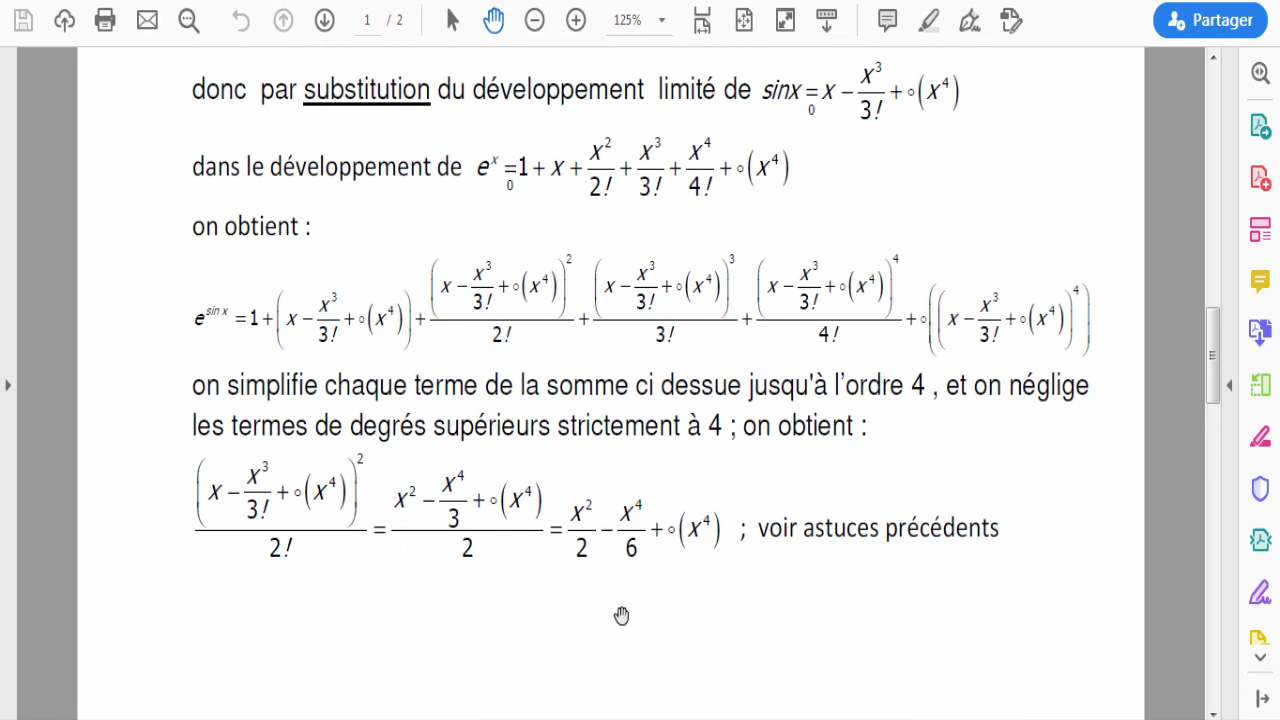 1 / 2 125% Partager
donc par substitution du développement limité de sinx =₀ x − x³/3! + ∘(x⁴)
dans le développement de eˣ =₀ 1 + x + x²/2! + x³/3! + x⁴/4! + ∘(x⁴)
on obtient :
e^(sin x) = 1 + (x − x³/3! + ∘(x⁴)) + (x − x³/3! + ∘(x⁴))²/2! + (x − x³/3! + ∘(x⁴))³/3! + (x − x³/3! + ∘(x⁴))⁴/4! + ∘((x − x³/3! + ∘(x⁴))⁴)
on simplifie chaque terme de la somme ci dessue jusqu'à l'ordre 4 , et on néglige
les termes de degrés supérieurs strictement à 4 ; on obtient :
(x − x³/3! + ∘(x⁴))²/2! = (x² − x⁴/3 + ∘(x⁴))/2 = x²/2 − x⁴/6 + ∘(x⁴) ; voir astuces précédents